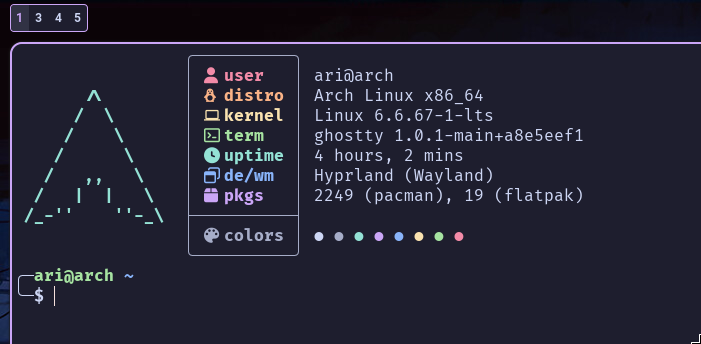 1 3 4 5
user ari@arch
distro Arch Linux x86_64
kernel Linux 6.6.67-1-lts
term ghostty 1.0.1-main+a8e5eef1
uptime 4 hours, 2 mins
de/wm Hyprland (Wayland)
pkgs 2249 (pacman), 19 (flatpak)
colors
ari@arch ~
$